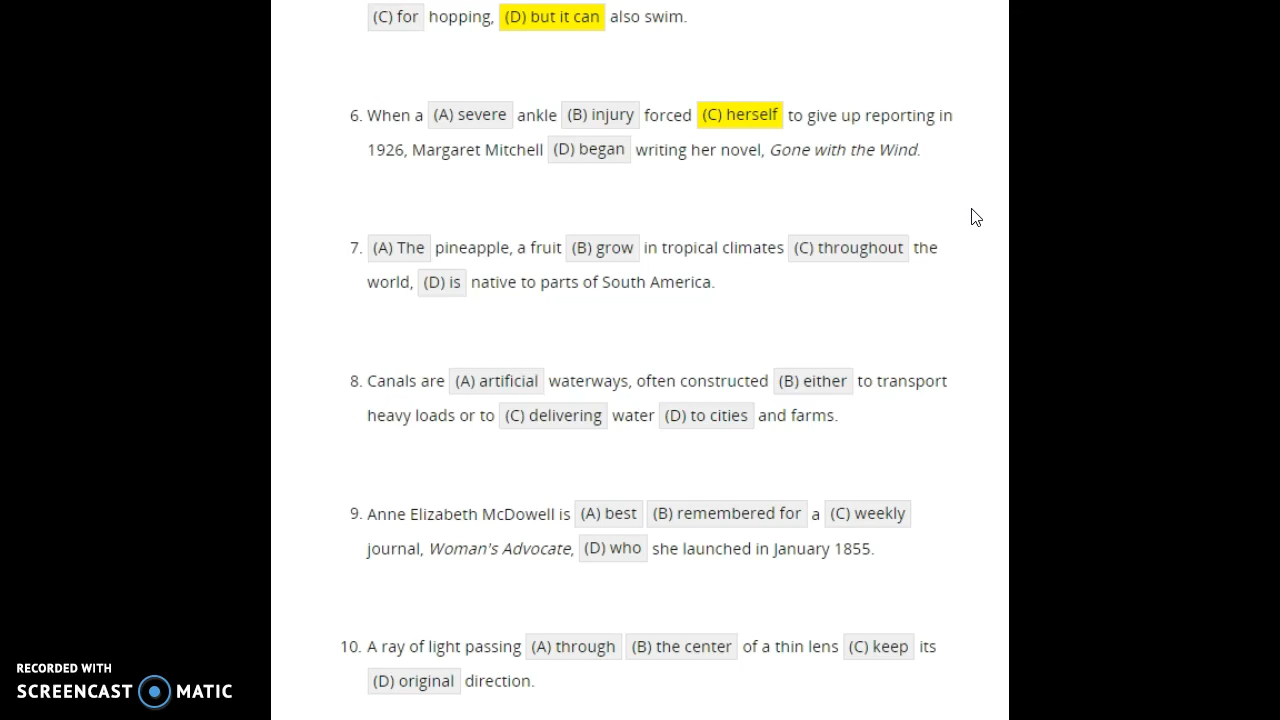 (C) for hopping, (D) but it can also swim.
6. When a (A) severe ankle (B) injury forced (C) herself to give up reporting in
1926, Margaret Mitchell (D) began writing her novel, Gone with the Wind.
7. (A) The pineapple, a fruit (B) grow in tropical climates (C) throughout the
world, (D) is native to parts of South America.
8. Canals are (A) artificial waterways, often constructed (B) either to transport
heavy loads or to (C) delivering water (D) to cities and farms.
9. Anne Elizabeth McDowell is (A) best (B) remembered for a (C) weekly
journal, Woman's Advocate, (D) who she launched in January 1855.
10. A ray of light passing (A) through (B) the center of a thin lens (C) keep its
(D) original direction.
RECORDED WITH
SCREENCAST MATIC